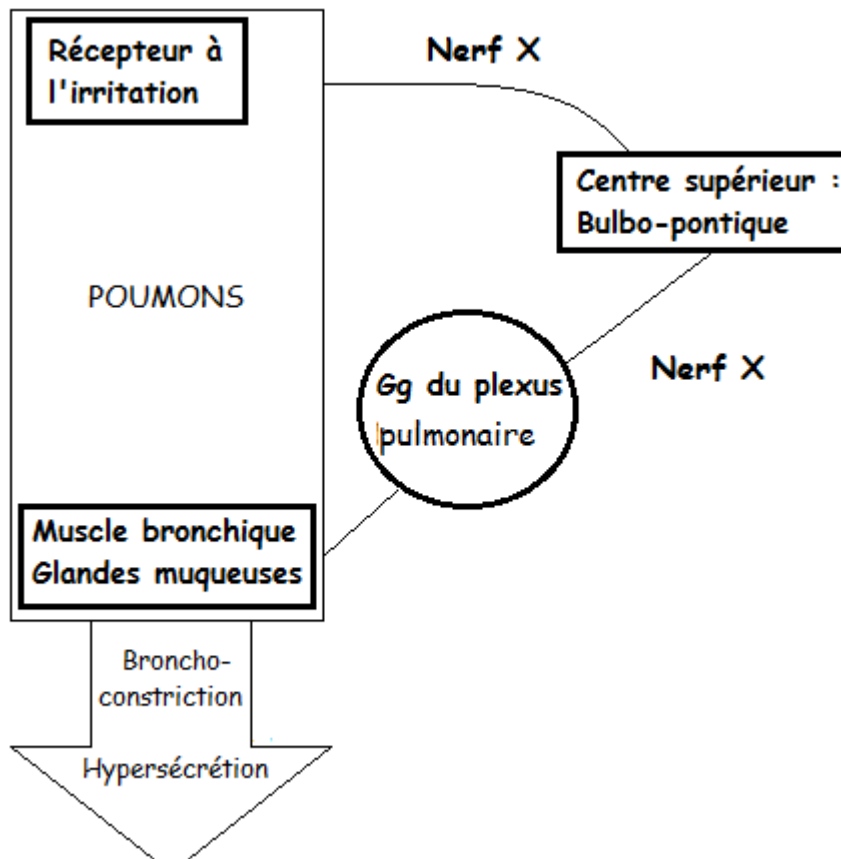 Récepteur à
l'irritation
Nerf X
Centre supérieur :
Bulbo-pontique
POUMONS
Nerf X
Gg du plexus
pulmonaire
Muscle bronchique
Glandes muqueuses
Broncho-
constriction
Hypersécrétion